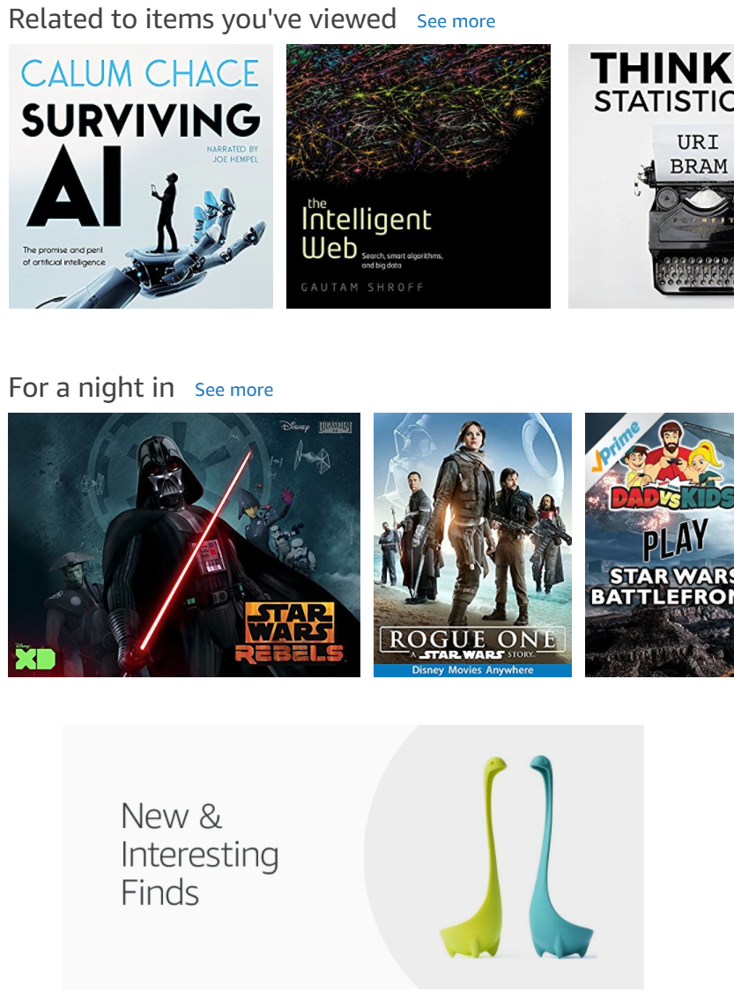 Related to items you've viewed See more
CALUM CHACE
SURVIVING
AI
NARRATED BY
JOE HEMPEL
The promise and peril
of artificial intelligence
the
Intelligent
Web
Search, smart algorithms,
and big data
GAUTAM SHROFF
THINK
STATISTIC
URI
BRAM
For a night in See more
Disney LUCASFILM
LTD
STAR
WARS
REBELS
Disney
XD
ROGUE ONE
A STAR WARS STORY
Disney Movies Anywhere
Prime
DAD VS KIDS
PLAY
STAR WARS
BATTLEFRON
New &
Interesting
Finds